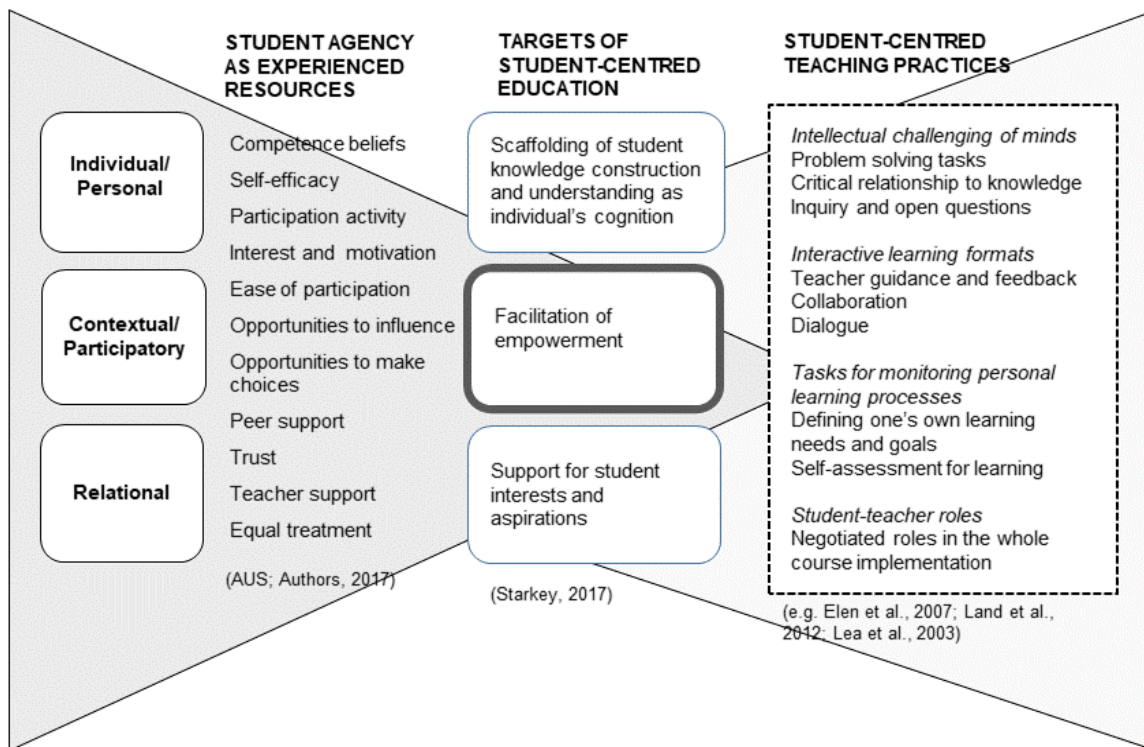 STUDENT AGENCY
AS EXPERIENCED
RESOURCES
TARGETS OF
STUDENT-CENTRED
EDUCATION
STUDENT-CENTRED
TEACHING PRACTICES
Individual/
Personal
Contextual/
Participatory
Relational
Competence beliefs
Self-efficacy
Participation activity
Interest and motivation
Ease of participation
Opportunities to influence
Opportunities to make
choices
Peer support
Trust
Teacher support
Equal treatment
(AUS; Authors, 2017)
Scaffolding of student
knowledge construction
and understanding as
individual's cognition
Facilitation of
empowerment
Support for student
interests and
aspirations
(Starkey, 2017)
Intellectual challenging of minds
Problem solving tasks
Critical relationship to knowledge
Inquiry and open questions
Interactive learning formats
Teacher guidance and feedback
Collaboration
Dialogue
Tasks for monitoring personal
learning processes
Defining one's own learning
needs and goals
Self-assessment for learning
Student-teacher roles
Negotiated roles in the whole
course implementation
(e.g. Elen et al., 2007; Land et al.,
2012; Lea et al., 2003)